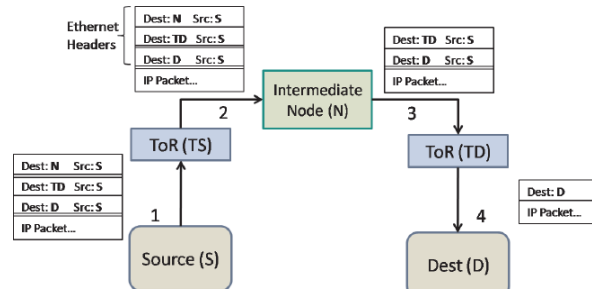 Ethernet
Headers
Dest: N Src: S
Dest: TD Src: S
Dest: D Src: S
IP Packet...
Dest: TD Src: S
Dest: D Src: S
IP Packet...
Intermediate
Node (N)
2
3
ToR (TS)
ToR (TD)
Dest: N Src: S
Dest: TD Src: S
Dest: D Src: S
IP Packet...
Dest: D
IP Packet...
1
4
Source (S)
Dest (D)